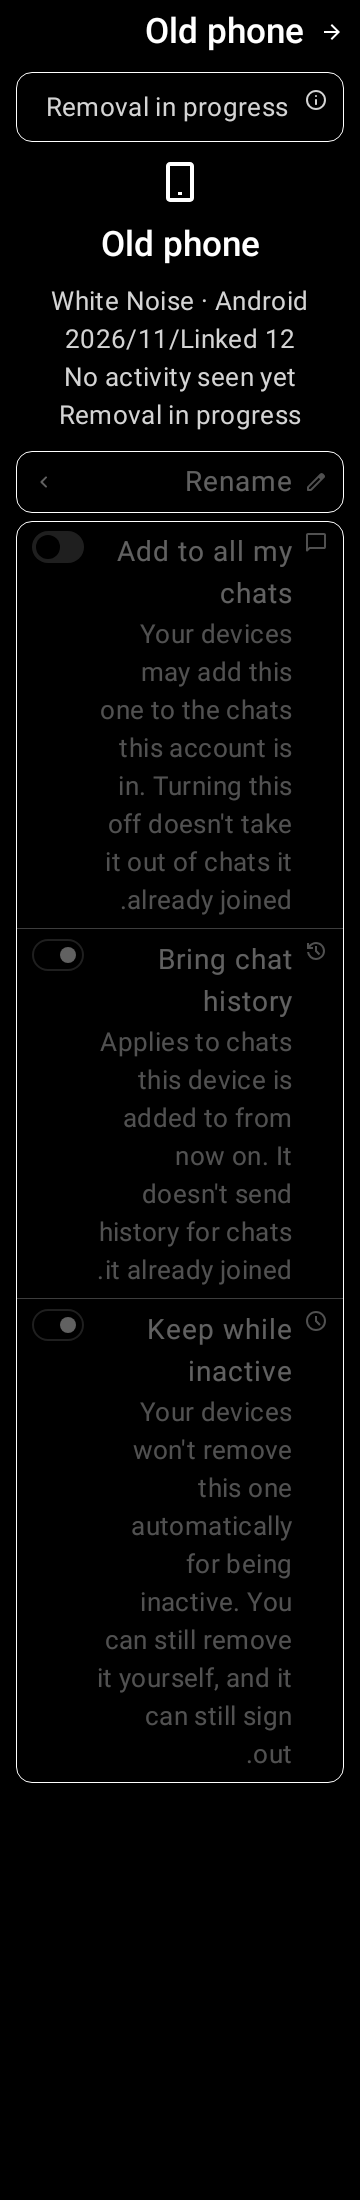 Old phone
Removal in progress
Old phone
White Noise · Android
2026/11/Linked 12
No activity seen yet
Removal in progress
Rename
Add to all my
chats
Your devices
may add this
one to the chats
this account is
in. Turning this
off doesn't take
it out of chats it
.already joined
Bring chat
history
Applies to chats
this device is
added to from
now on. It
doesn't send
history for chats
.it already joined
Keep while
inactive
Your devices
won't remove
this one
automatically
for being
inactive. You
can still remove
it yourself, and it
can still sign
.out